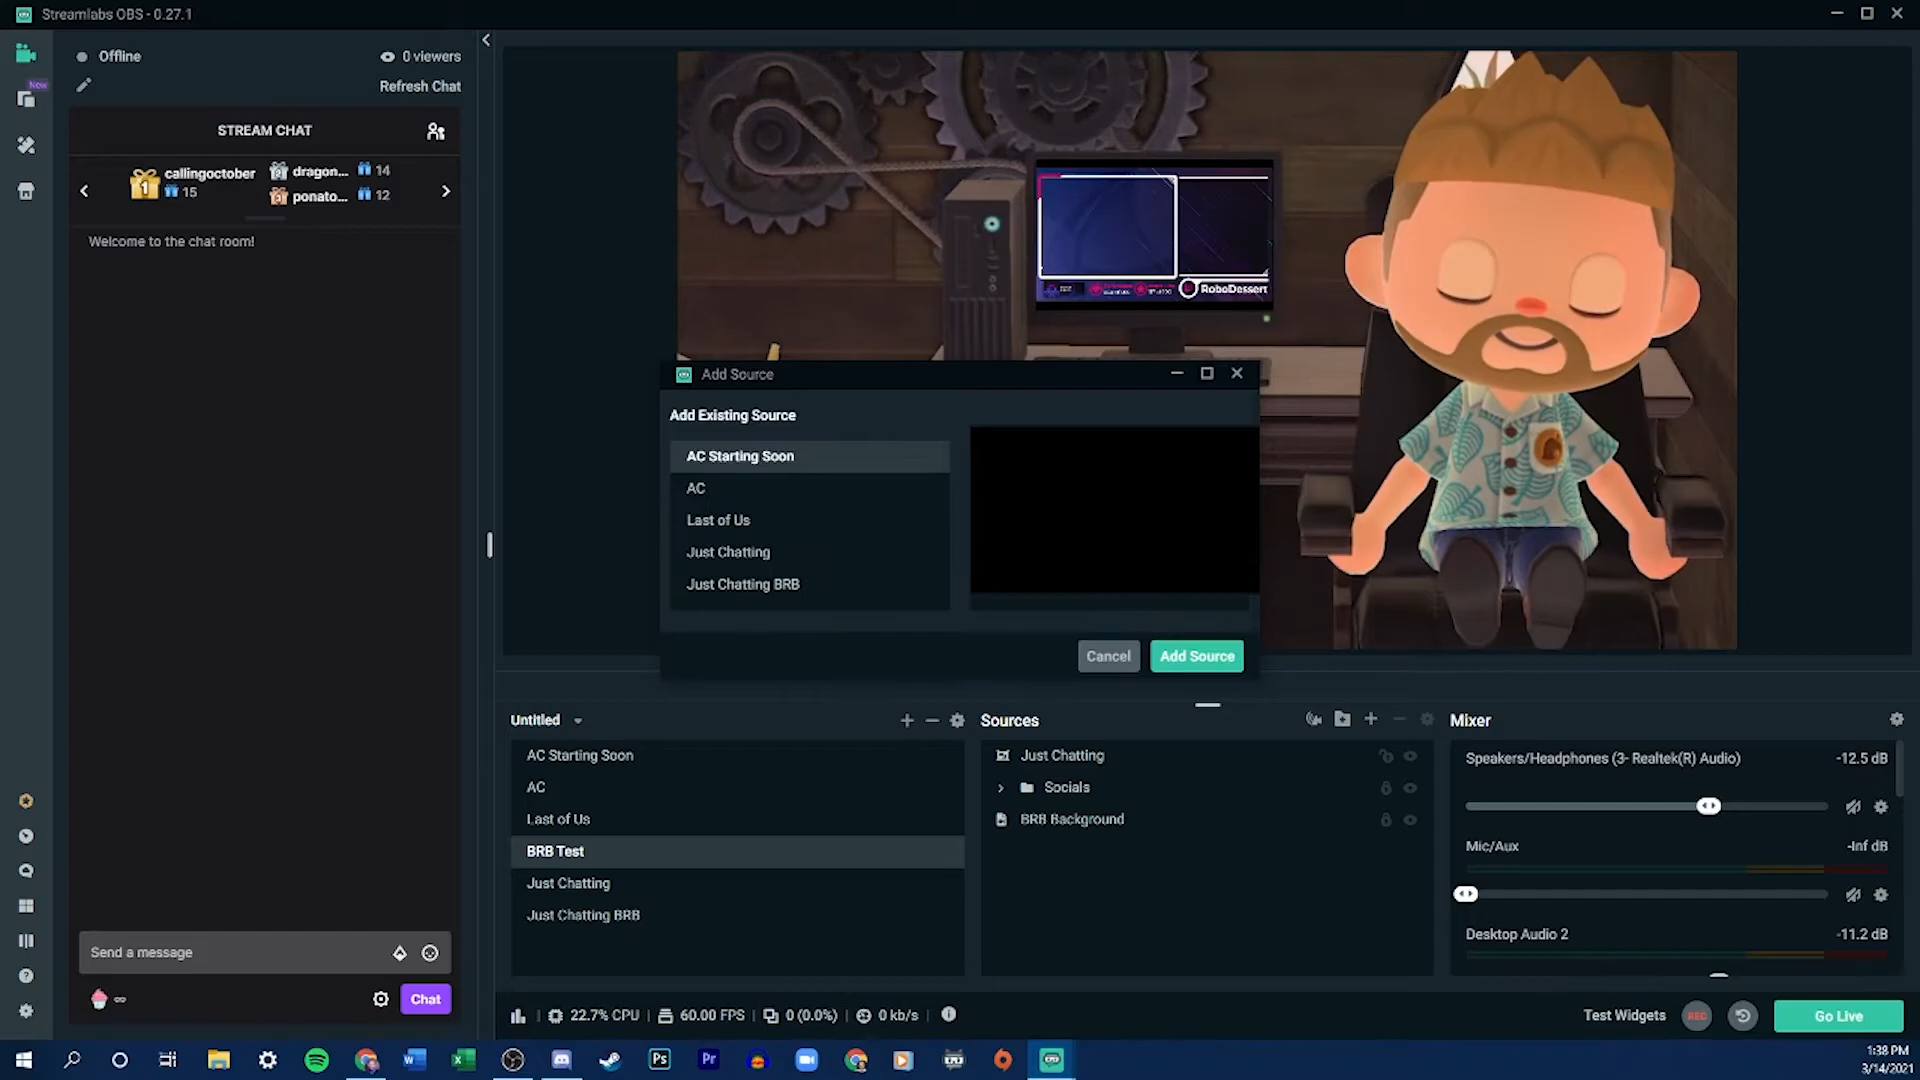 Streamlabs OBS - 0.27.1
Offline
0 viewers
Refresh Chat
New
STREAM CHAT
callingoctober
15
1
dragon...
14
ponato...
12
Welcome to the chat room!
RoboDessert
Add Source
Add Existing Source
AC Starting Soon
AC
Last of Us
Just Chatting
Just Chatting BRB
Cancel
Add Source
Untitled
AC Starting Soon
AC
Last of Us
BRB Test
Just Chatting
Just Chatting BRB
Sources
Just Chatting
Socials
BRB Background
Mixer
Speakers/Headphones (3- Realtek(R) Audio)
-12.5 dB
Mic/Aux
-Inf dB
Desktop Audio 2
-11.2 dB
Send a message
Chat
22.7% CPU
60.00 FPS
0 (0.0%)
0 kb/s
Test Widgets
REC
Go Live
Ps
Pr
1:38 PM
3/14/2021